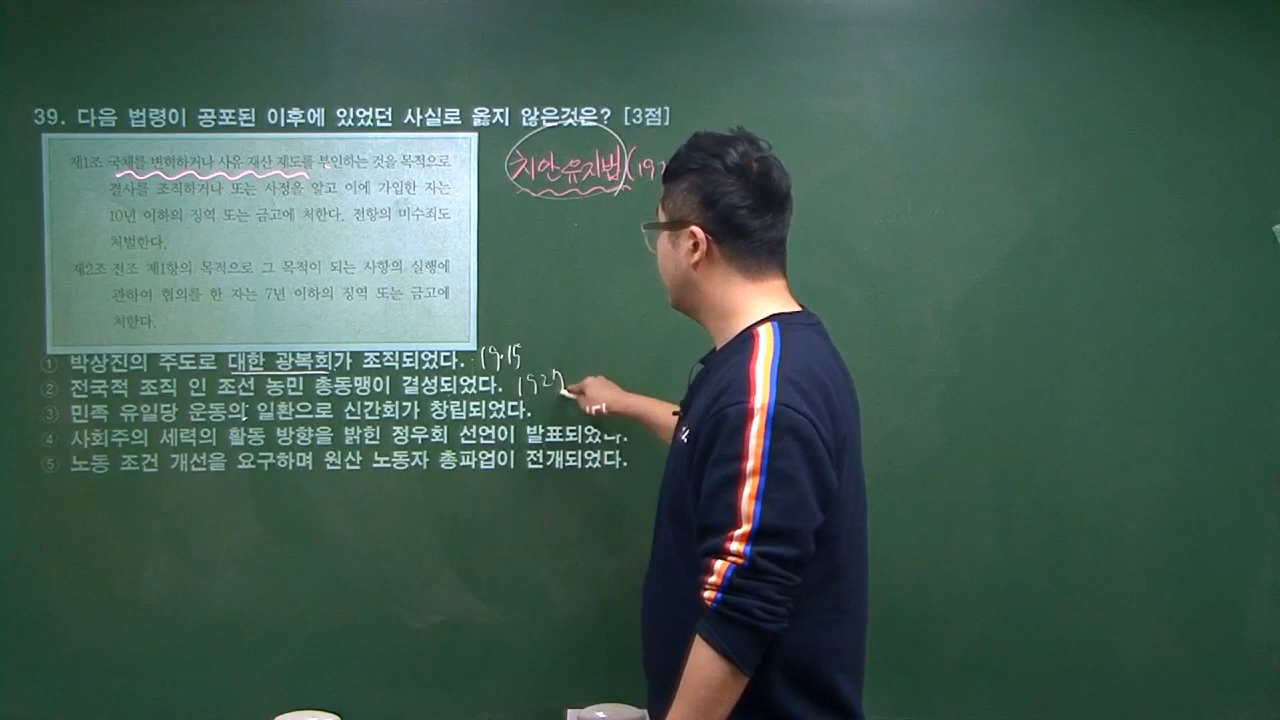 39. 다음 법령이 공포된 이후에 있었던 사실로 옳지 않은것은? [3점]
제1조 국체를 변혁하거나 사유 재산 제도를 부인하는 것을 목적으로
결사를 조직하거나 또는 사정을 알고 이에 가입한 자는
10년 이하의 징역 또는 금고에 처한다. 전항의 미수죄도
처벌한다.
제2조 전조 제1항의 목적으로 그 목적이 되는 사항의 실행에
관하여 협의를 한 자는 7년 이하의 징역 또는 금고에
처한다.
치안유지법(19
① 박상진의 주도로 대한 광복회가 조직되었다. 1915
② 전국적 조직 인 조선 농민 총동맹이 결성되었다. 1927
③ 민족 유일당 운동의 일환으로 신간회가 창립되었다.
④ 사회주의 세력의 활동 방향을 밝힌 정우회 선언이 발표되었다.
⑤ 노동 조건 개선을 요구하며 원산 노동자 총파업이 전개되었다.